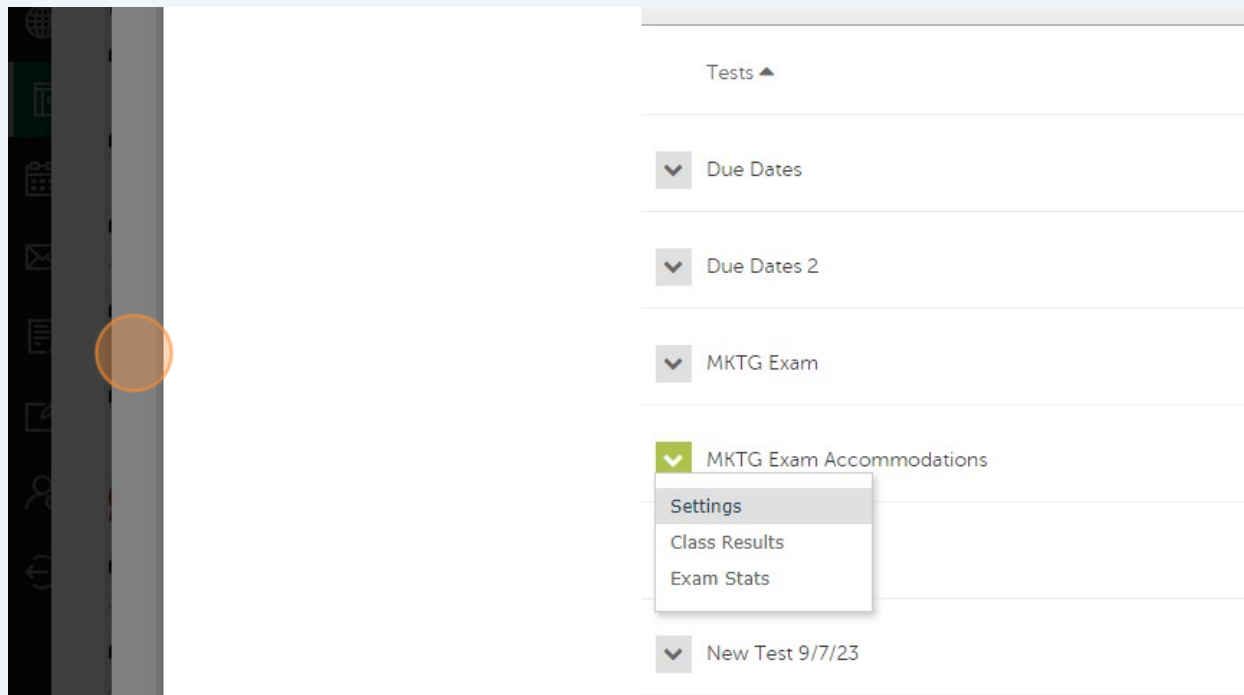 Tests
Due Dates
Due Dates 2
MKTG Exam
MKTG Exam Accommodations
Settings
Class Results
Exam Stats
New Test 9/7/23